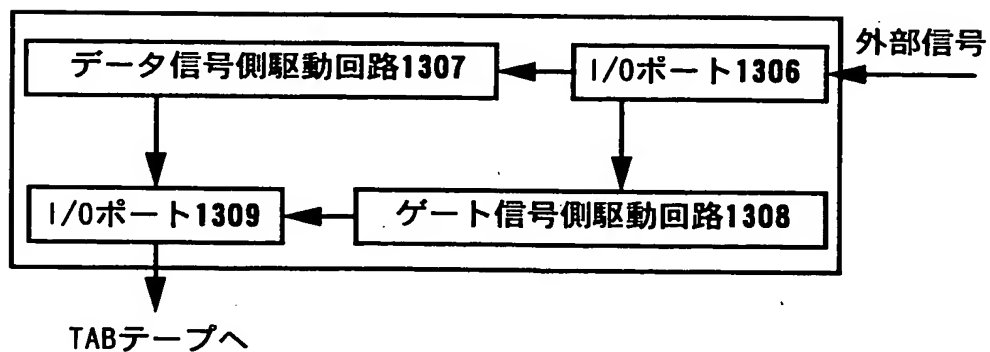 外部信号
データ信号側駆動回路1307
I/Oポート1306
I/Oポート1309
ゲート信号側駆動回路1308
TABテープへ